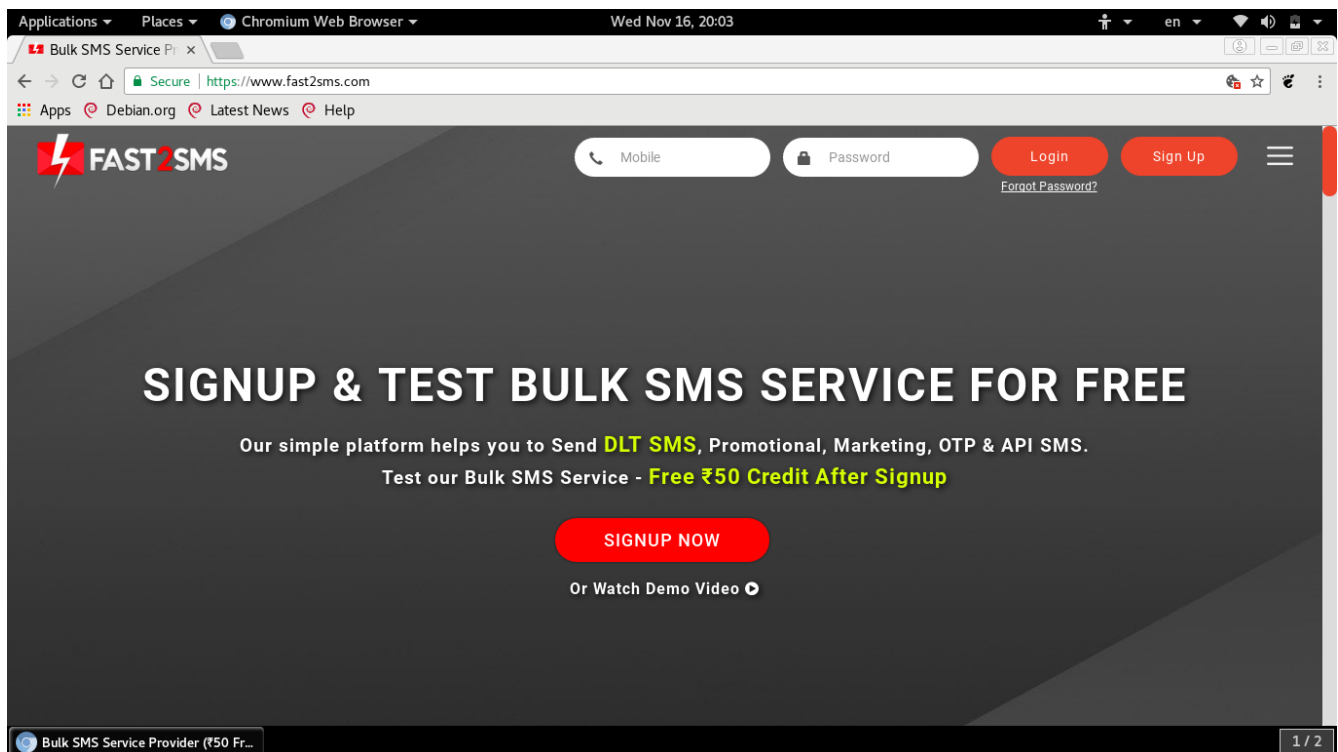 Applications Places Chromium Web Browser Wed Nov 16, 20:03 en
Bulk SMS Service Pr
Secure https://www.fast2sms.com
Apps Debian.org Latest News Help
FAST2SMS Mobile Password Login Sign Up
Forgot Password?
SIGNUP & TEST BULK SMS SERVICE FOR FREE
Our simple platform helps you to Send DLT SMS, Promotional, Marketing, OTP & API SMS.
Test our Bulk SMS Service - Free ₹50 Credit After Signup
SIGNUP NOW
Or Watch Demo Video
Bulk SMS Service Provider (₹50 Fr... 1 / 2